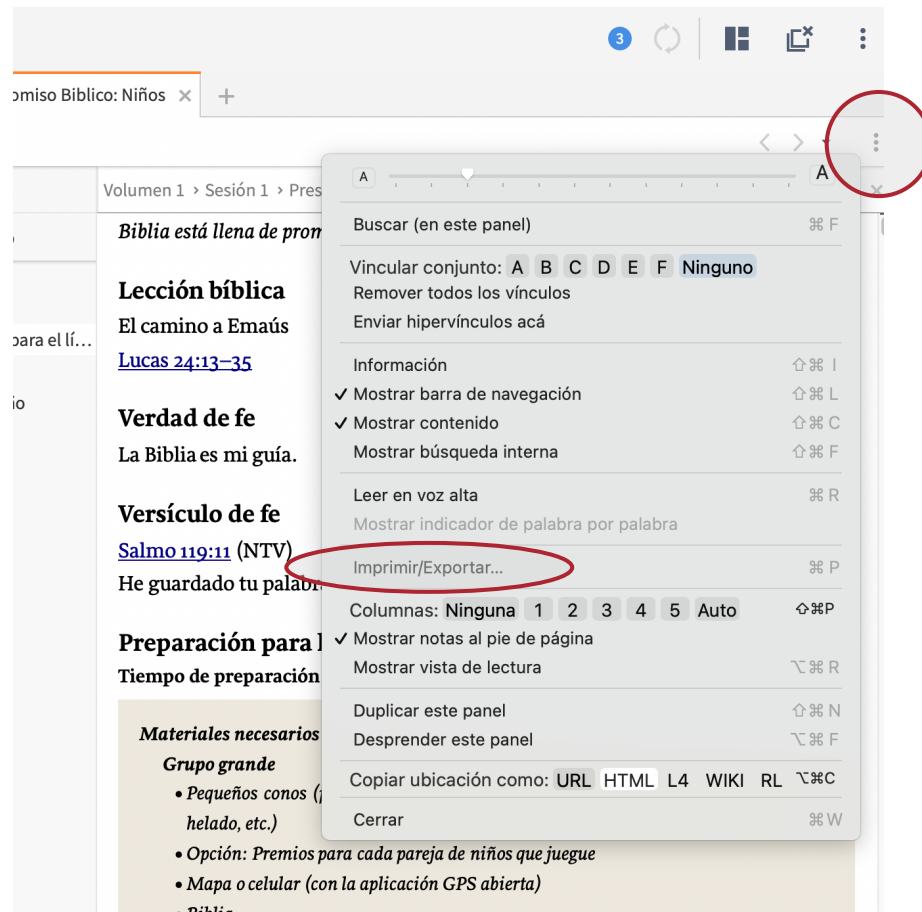 3
omiso Biblico: Niños
Volumen 1 › Sesión 1 › Pres
Biblia está llena de prom
Lección bíblica
El camino a Emaús
Lucas 24:13–35
para el lí…
io
Verdad de fe
La Biblia es mi guía.
Versículo de fe
Salmo 119:11 (NTV)
He guardado tu palabr
Preparación para l
Tiempo de preparación
Materiales necesarios
Grupo grande
• Pequeños conos (
helado, etc.)
• Opción: Premios para cada pareja de niños que juegue
• Mapa o celular (con la aplicación GPS abierta)
• Biblia
A A
Buscar (en este panel) ⌘ F
Vincular conjunto: A B C D E F Ninguno
Remover todos los vínculos
Enviar hipervínculos acá
Información ⇧⌘ I
✓ Mostrar barra de navegación ⇧⌘ L
✓ Mostrar contenido ⇧⌘ C
Mostrar búsqueda interna ⇧⌘ F
Leer en voz alta ⌘ R
Mostrar indicador de palabra por palabra
Imprimir/Exportar... ⌘ P
Columnas: Ninguna 1 2 3 4 5 Auto ⇧⌘P
✓ Mostrar notas al pie de página
Mostrar vista de lectura ⌥⌘ R
Duplicar este panel ⇧⌘ N
Desprender este panel ⌥⌘ F
Copiar ubicación como: URL HTML L4 WIKI RL ⌥⌘C
Cerrar ⌘ W